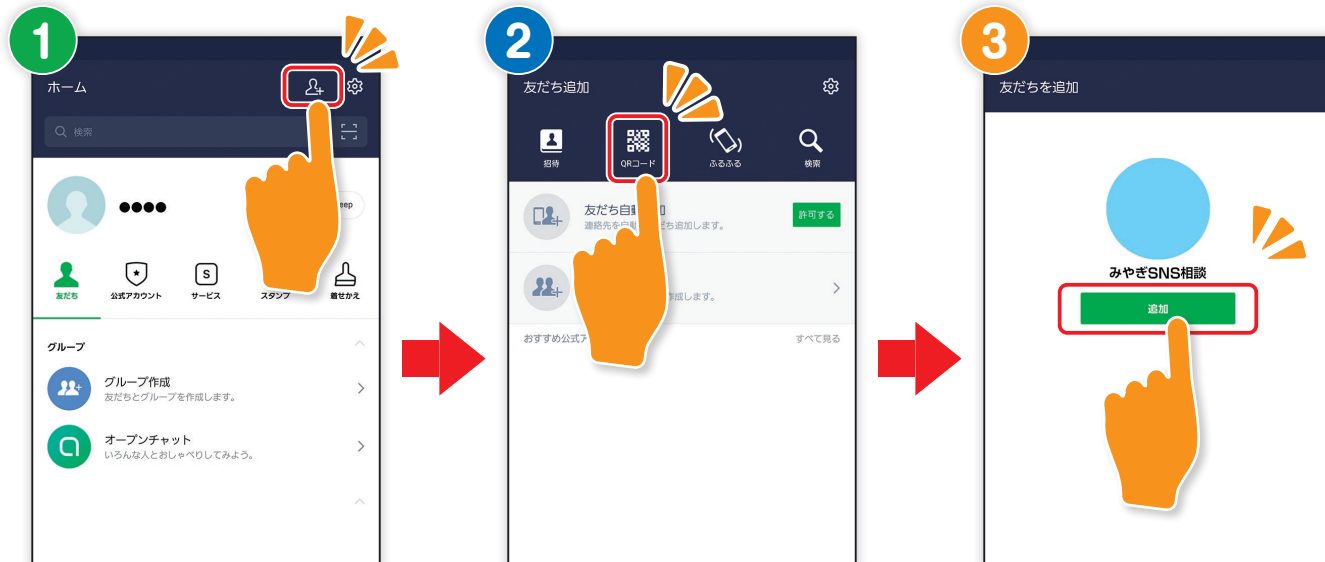 1
ホーム
検索
●●●●
eep
友だち
公式アカウント
S
サービス
スタンプ
着せかえ
グループ
グループ作成
友だちとグループを作成します。
オープンチャット
いろんな人とおしゃべりしてみよう。
2
友だち追加
招待
QRコード
ふるふる
検索
友だち自動 加
連絡先を自動 だち追加します。
許可する
作成します。
おすすめ公式ア
すべて見る
3
友だちを追加
みやぎSNS相談
追加